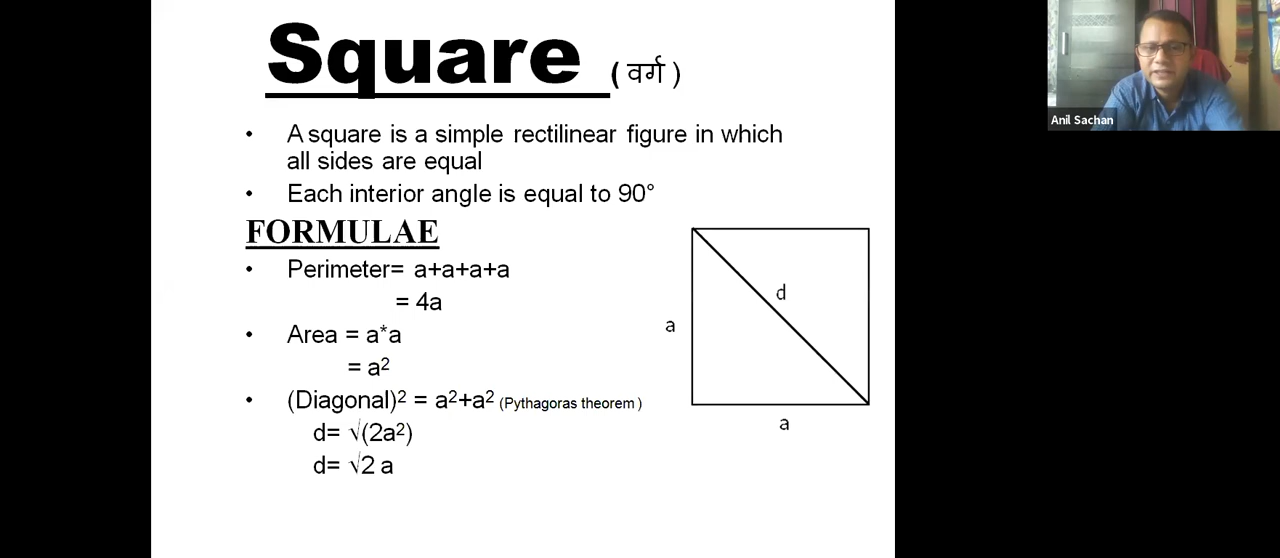 Square ( वर्ग )
Anil Sachan
• A square is a simple rectilinear figure in which
all sides are equal
• Each interior angle is equal to 90°
FORMULAE
• Perimeter= a+a+a+a
= 4a
• Area = a*a
= a²
• (Diagonal)² = a²+a² (Pythagoras theorem )
d= √(2a²)
d= √2 a
d
a
a